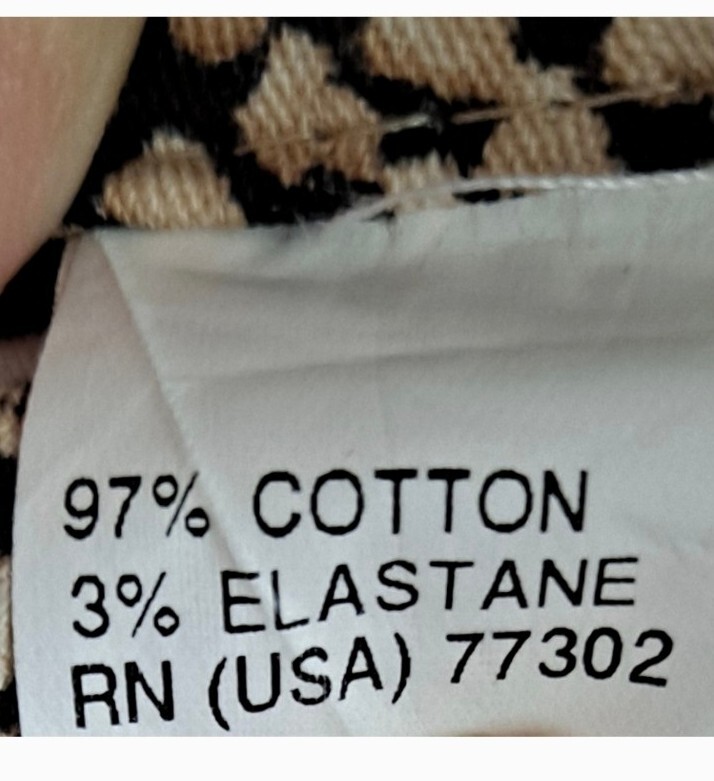 97% COTTON
3% ELASTANE
RN (USA) 77302